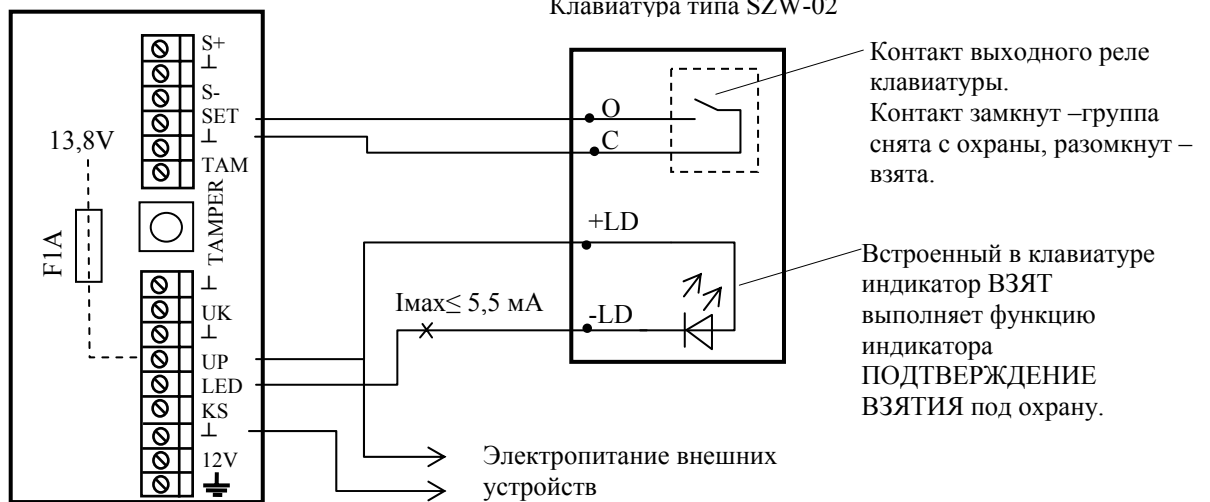 Клавиатура типа SZW-02
S+
⊥
S-
SET
⊥
TAM
TAMPER
13,8V
F1A
⊥
UK
⊥
UP
LED
KS
⊥
12V
O
C
+LD
-LD
Iмах≤ 5,5 мА
Контакт выходного реле
клавиатуры.
Контакт замкнут –группа
снята с охраны, разомкнут –
взята.
Встроенный в клавиатуре
индикатор ВЗЯТ
выполняет функцию
индикатора
ПОДТВЕРЖДЕНИЕ
ВЗЯТИЯ под охрану.
Электропитание внешних
устройств